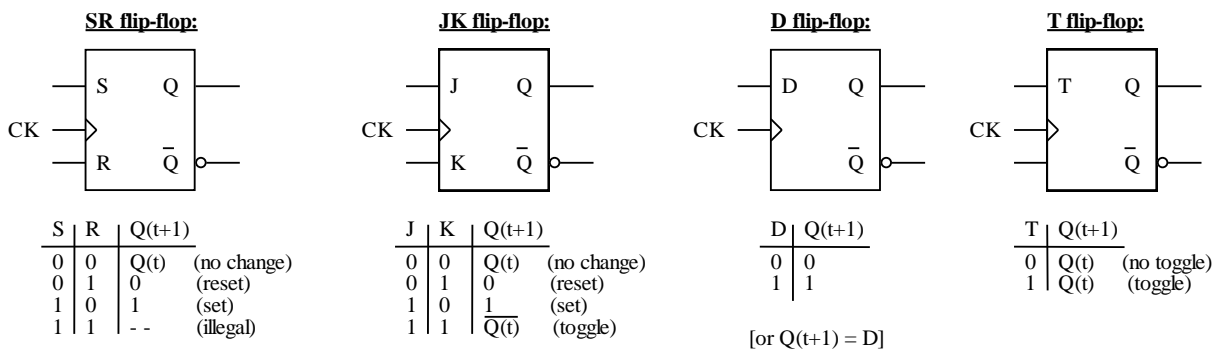 SR flip-flop:
JK flip-flop:
D flip-flop:
T flip-flop:
S Q
CK
R Q̅
J Q
CK
K Q̅
D Q
CK
Q̅
T Q
CK
Q̅
S R Q(t+1)
0 0 Q(t) (no change)
0 1 0 (reset)
1 0 1 (set)
1 1 - - (illegal)
J K Q(t+1)
0 0 Q(t) (no change)
0 1 0 (reset)
1 0 1 (set)
1 1 Q̅(̅t̅)̅ (toggle)
D Q(t+1)
0 0
1 1
[or Q(t+1) = D]
T Q(t+1)
0 Q(t) (no toggle)
1 Q(t) (toggle)